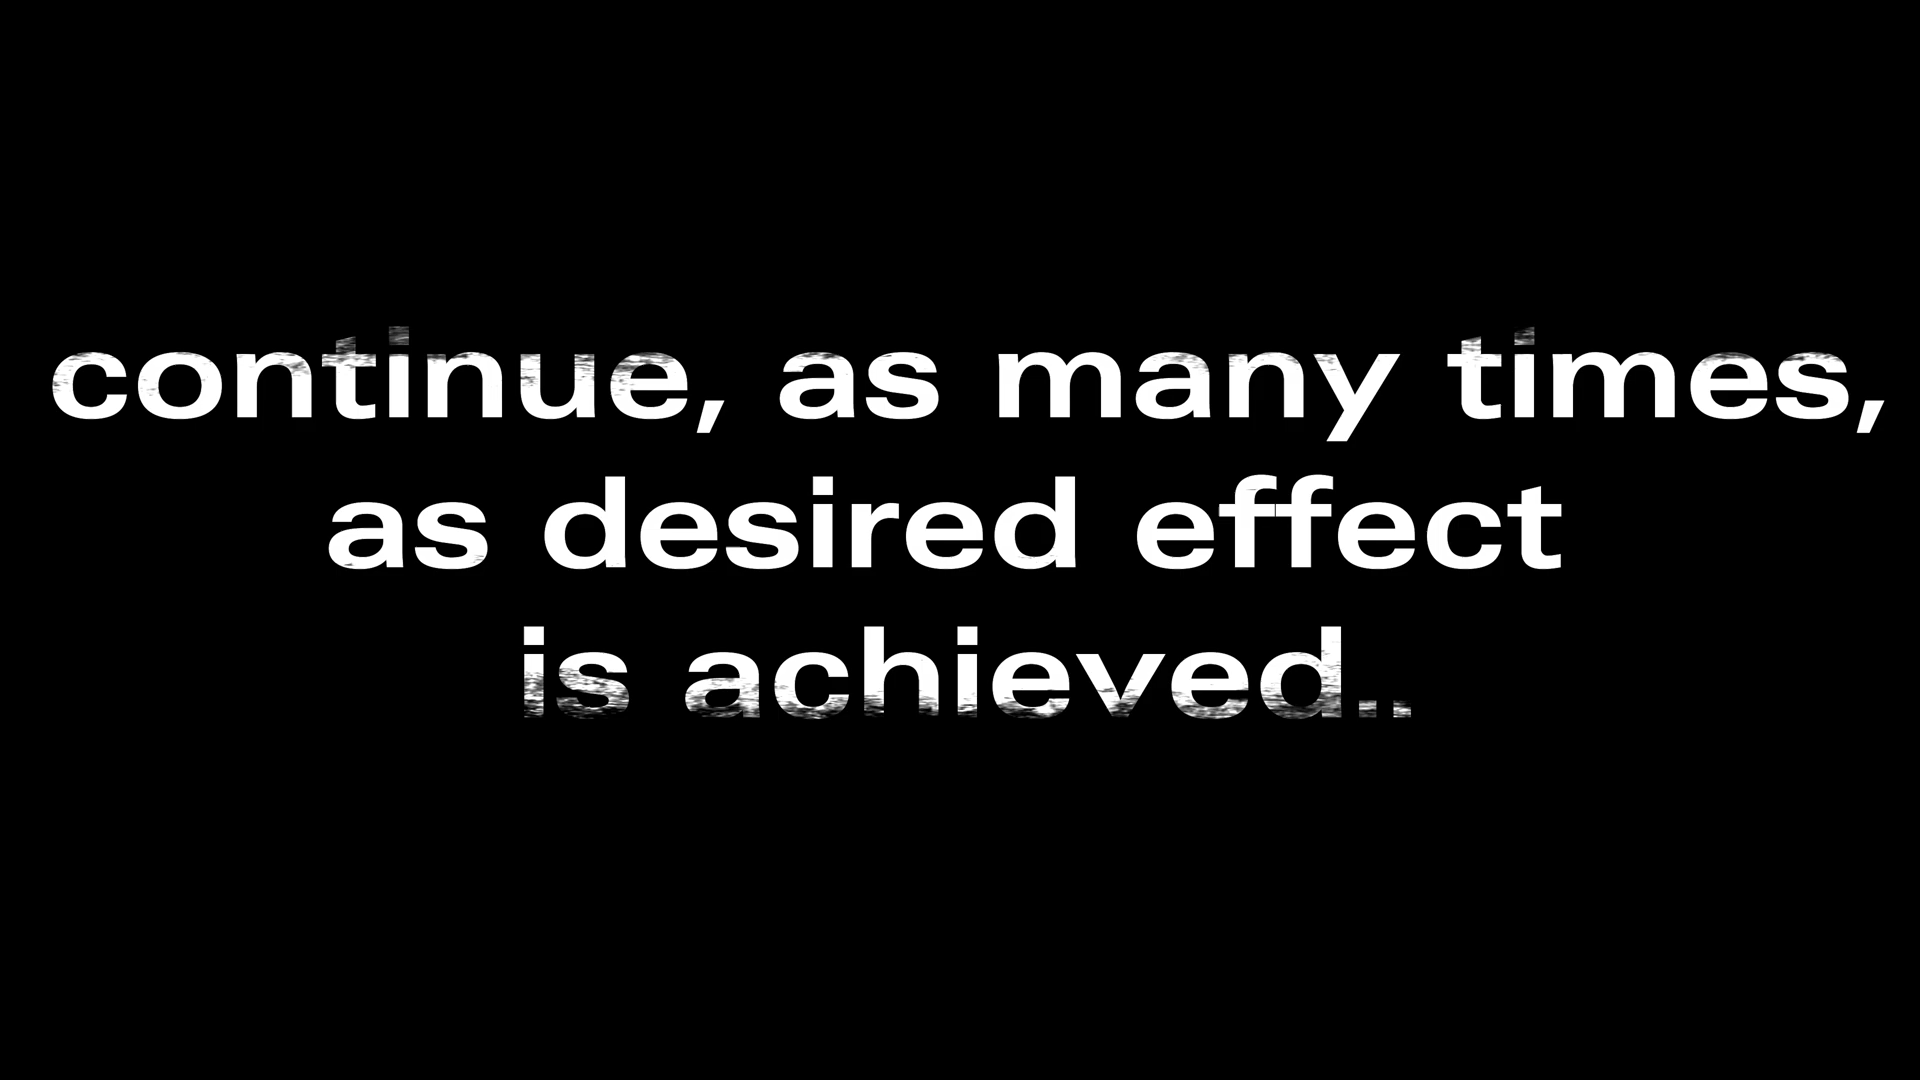 continue, as many times,
as desired effect
is achieved..